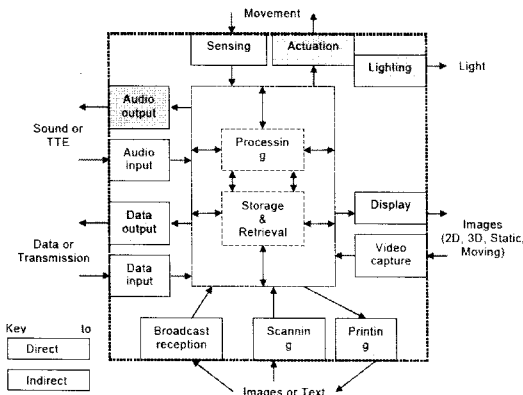 Movement
Sensing
Actuation
Lighting
Light
Audio
output
Sound or
TTE
Audio
input
Processin
g
Storage
&
Retrieval
Data
output
Data or
Transmission
Data input
Display
Video
capture
Images
(2D, 3D, Static,
Moving)
Broadcast
reception
Scannin
g
Printing
g
Images or Text
Key to
Direct
Indirect